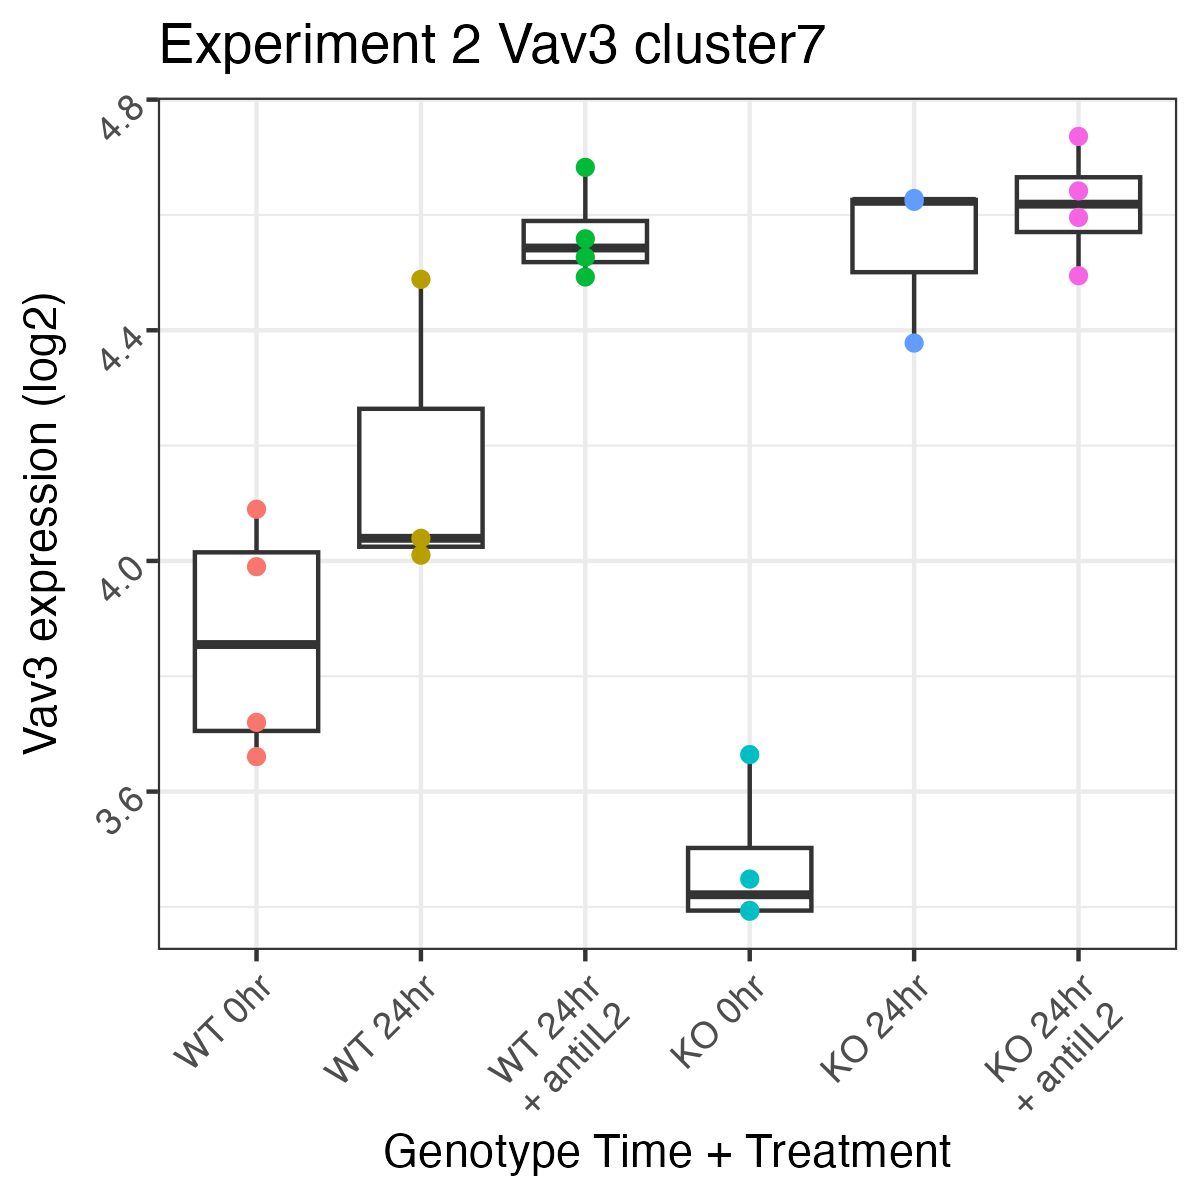 Experiment 2 Vav3 cluster7
Vav3 expression (log2)
4.8
4.4
4.0
3.6
WT 0hr
WT 24hr
WT 24hr
+ antiIL2
KO 0hr
KO 24hr
KO 24hr
+ antiIL2
Genotype Time + Treatment